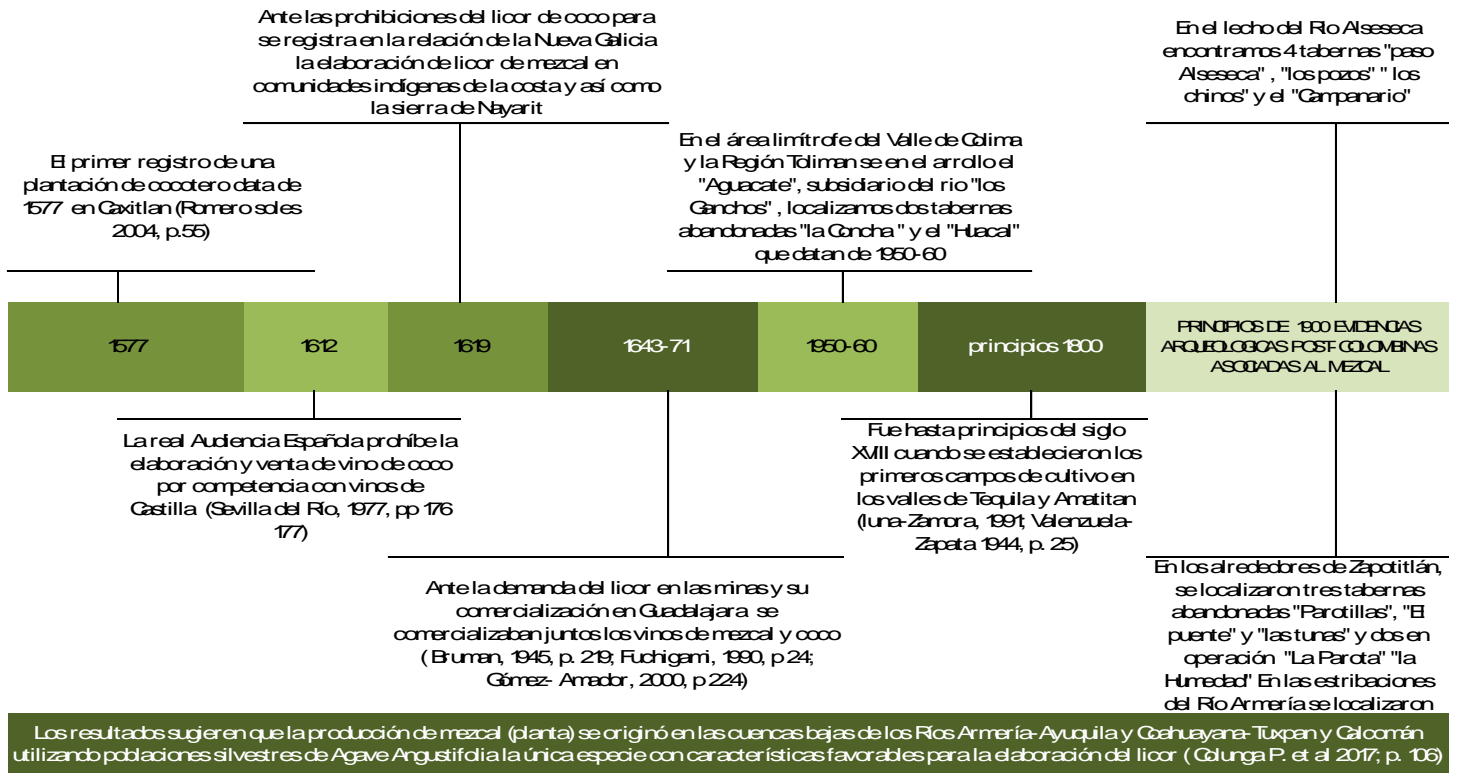 Ante las prohibiciones del licor de coco para
se registra en la relación de la Nueva Galicia
la elaboración de licor de mezcal en
comunidades indígenas de la costa y así como
la sierra de Nayarit
En el lecho del Río Alseseca
encontramos 4 tabernas "paso
Alseseca" , "los pozos" " los
chinos" y el "Campanario"
El primer registro de una
plantación de cocotero data de
1577 en Caxitlan (Romero soles
2004, p.55)
En el área limítrofe del Valle de Colima
y la Región Toliman se en el arrollo el
"Aguacate", subsidiario del rio "los
Ganchos" , localizamos dos tabernas
abandonadas "la Concha " y el "Huacal"
que datan de 1950-60
1577
1612
1619
1643-71
1950-60
principios 1800
PRINCIPIOS DE 1900 EVIDENCIAS
ARQUEOLOGICAS POST-COLOMBINAS
ASOCIADAS AL MEZCAL
La real Audiencia Española prohíbe la
elaboración y venta de vino de coco
por competencia con vinos de
Castilla (Sevilla del Río, 1977, pp 176
177)
Fue hasta principios del siglo
XVIII cuando se establecieron los
primeros campos de cultivo en
los valles de Tequila y Amatitan
(luna-Zamora, 1991; Valenzuela-
Zapata 1944, p. 25)
Ante la demanda del licor en las minas y su
comercialización en Guadalajara se
comercializaban juntos los vinos de mezcal y coco
( Bruman, 1945, p. 219; Fuchigami, 1990, p 24;
Gómez- Amador, 2000, p 224)
En los alrededores de Zapotitlán,
se localizaron tres tabernas
abandonadas "Parotillas", "El
puente" y "las tunas" y dos en
operación "La Parota" "la
Humedad" En las estribaciones
del Río Armería se localizaron
Los resultados sugieren que la producción de mezcal (planta) se originó en las cuencas bajas de los Ríos Armería-Ayuquila y Coahuayana-Tuxpan y Calcomán
utilizando poblaciones silvestres de Agave Angustifolia la única especie con características favorables para la elaboración del licor ( Colunga P. et al 2017; p. 106)